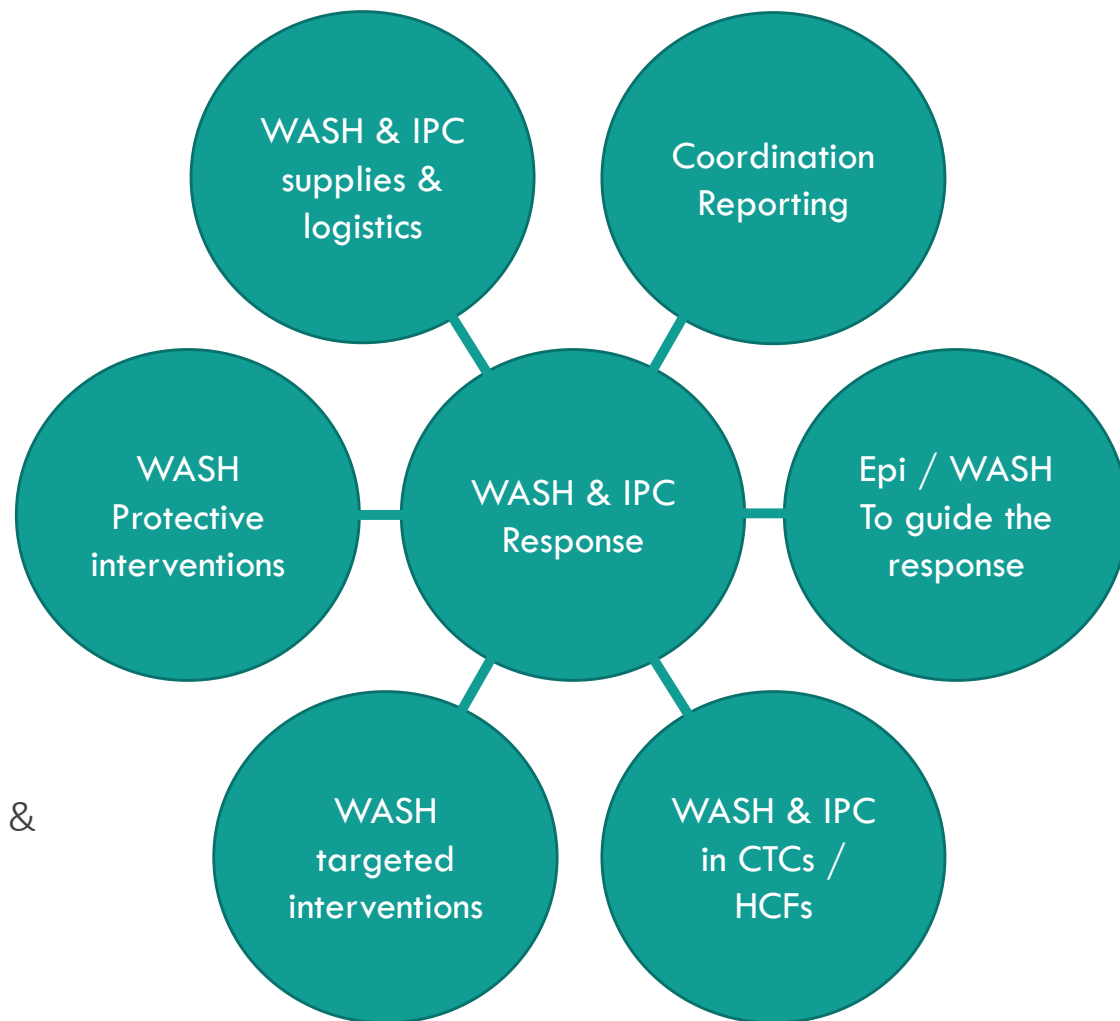 WASH & IPC
supplies &
logistics
Coordination
Reporting
WASH
Protective
interventions
WASH & IPC
Response
Epi / WASH
To guide the
response
&
WASH
targeted
interventions
WASH & IPC
in CTCs /
HCFs